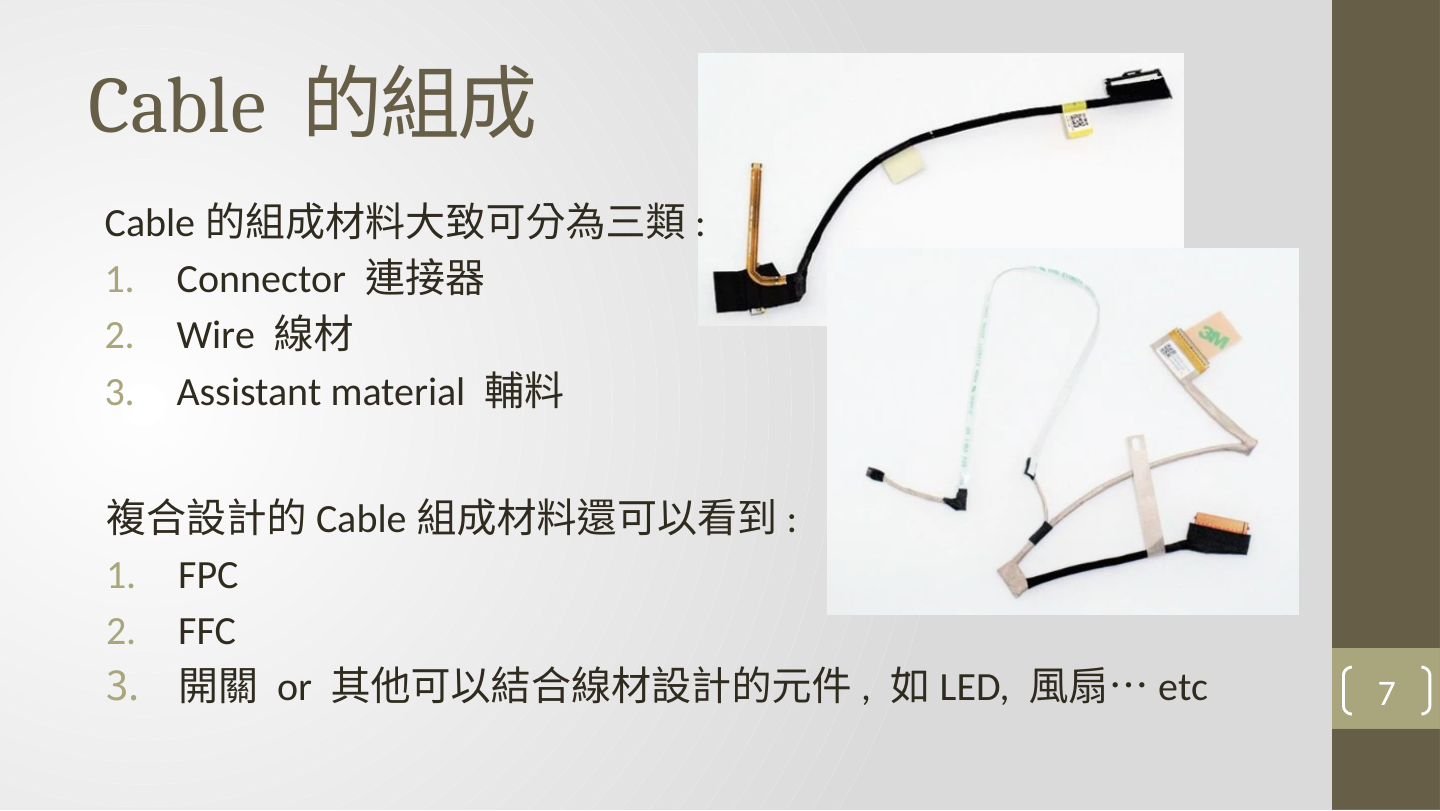 Cable 的組成
Cable 的組成材料大致可分為三類 :
1. Connector 連接器
2. Wire 線材
3. Assistant material 輔料
複合設計的 Cable 組成材料還可以看到 :
1. FPC
2. FFC
3. 開關 or 其他可以結合線材設計的元件 , 如 LED, 風扇… etc
7
3M